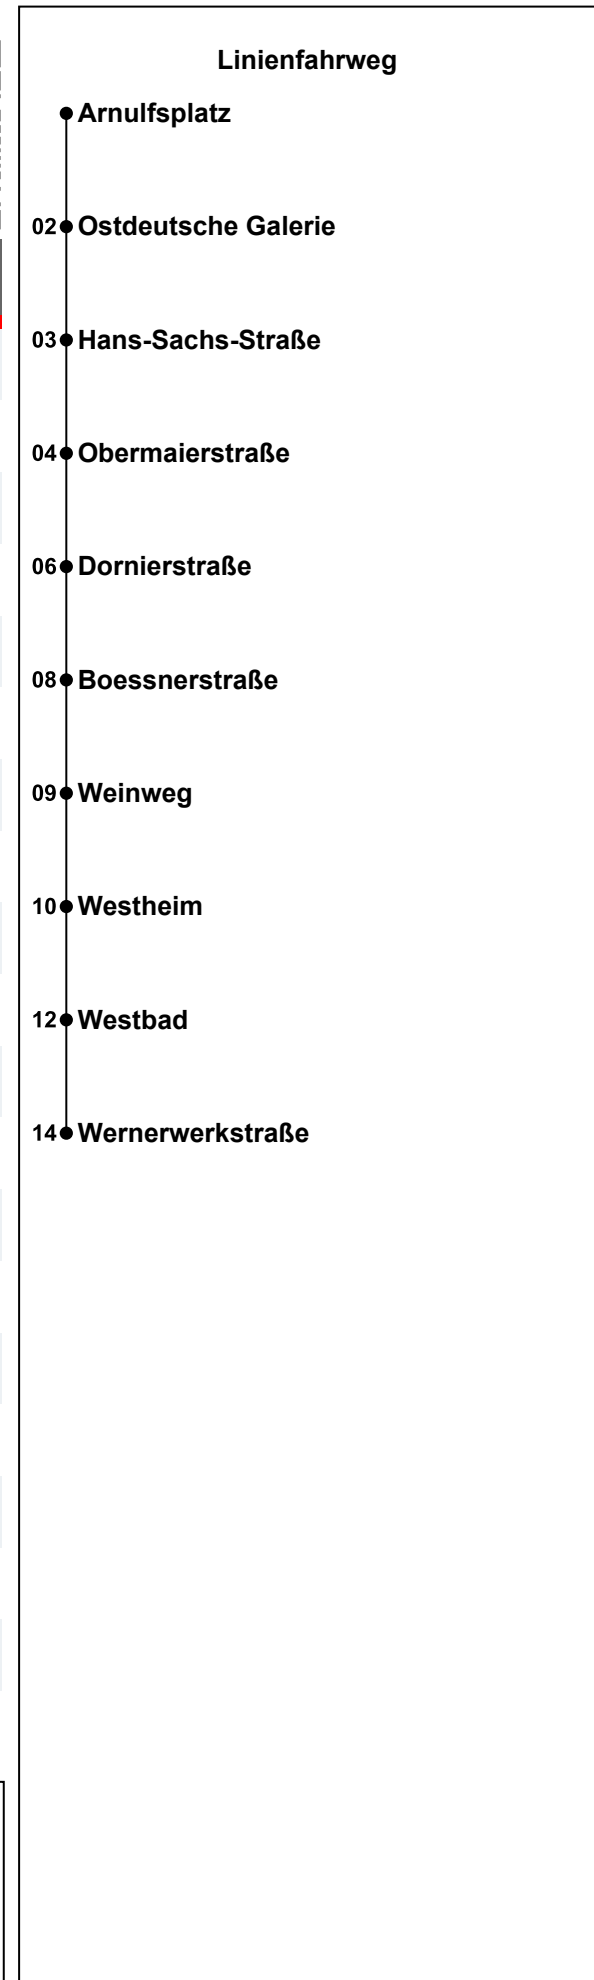 Linienfahrweg
Arnulfsplatz
02 Ostdeutsche Galerie
03 Hans-Sachs-Straße
04 Obermaierstraße
06 Dornierstraße
08 Boessnerstraße
09 Weinweg
10 Westheim
12 Westbad
14 Wernerwerkstraße